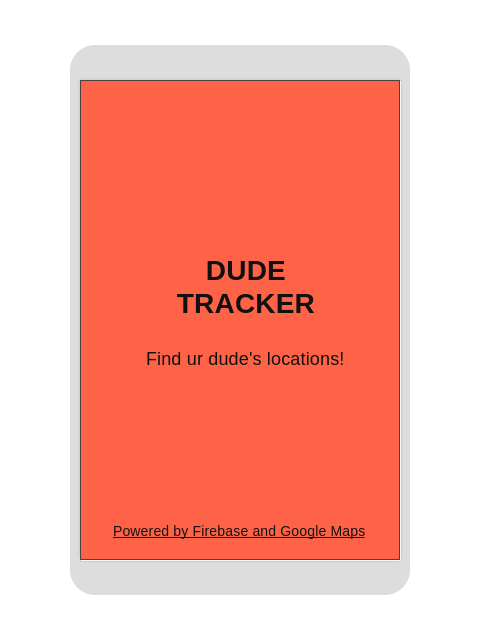 DUDE
TRACKER
Find ur dude's locations!
Powered by Firebase and Google Maps